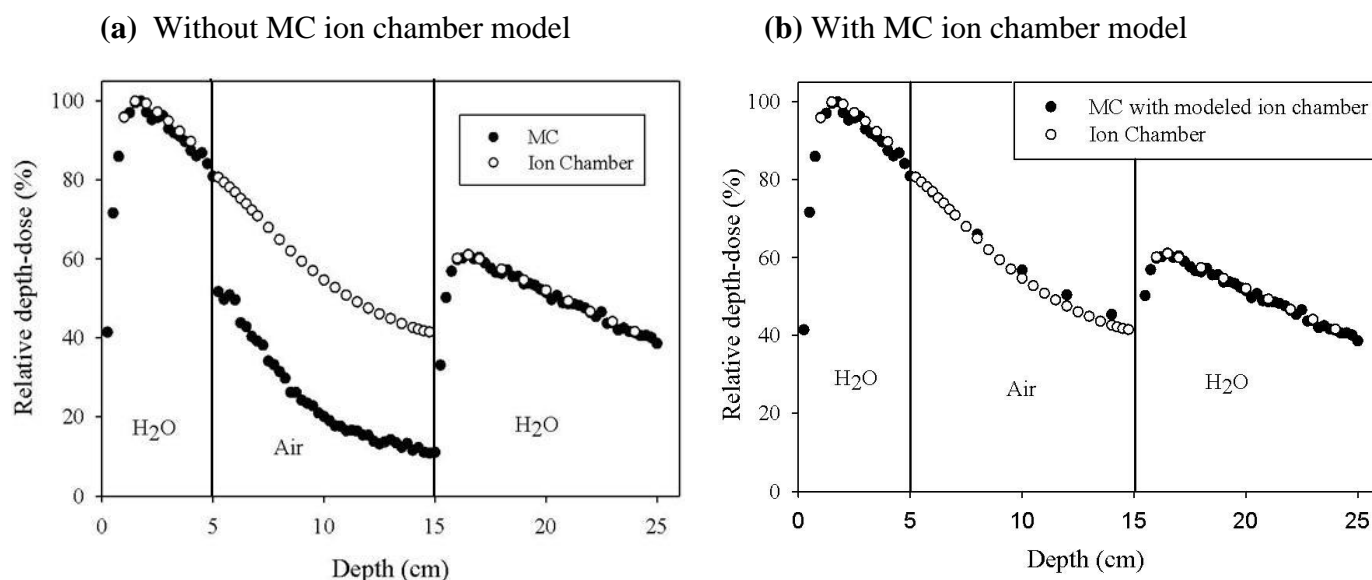 (a) Without MC ion chamber model
100
80
60
40
20
0
Relative depth-dose (%)
MC
Ion Chamber
H2O
Air
H2O
0 5 10 15 20 25
Depth (cm)
(b) With MC ion chamber model
100
80
60
40
20
0
Relative depth-dose (%)
MC with modeled ion chamber
Ion Chamber
H2O
Air
H2O
0 5 10 15 20 25
Depth (cm)